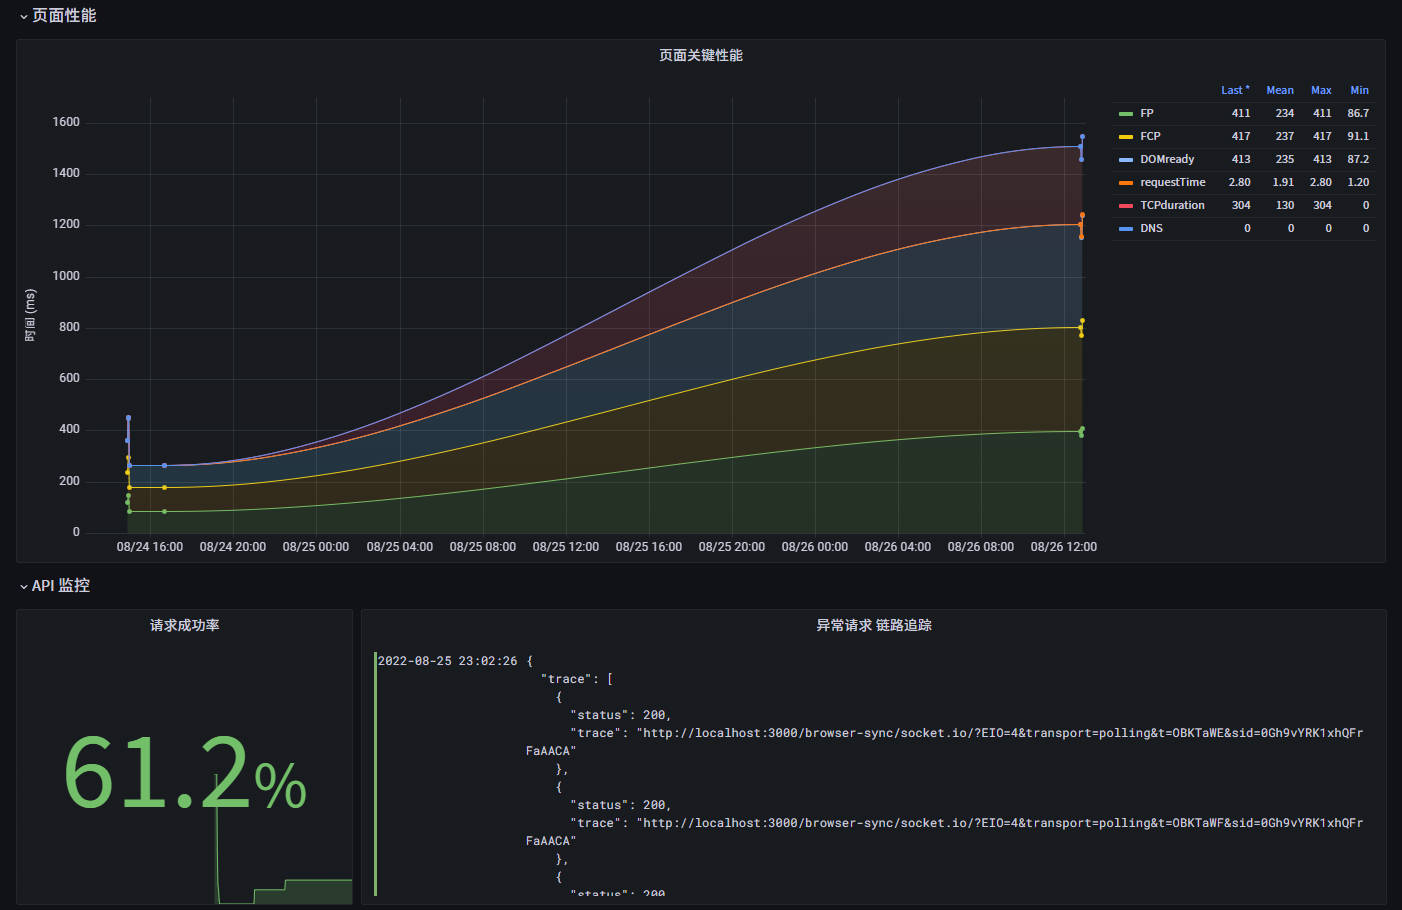 页面性能
页面关键性能
Last * Mean Max Min
FP 411 234 411 86.7
FCP 417 237 417 91.1
DOMready 413 235 413 87.2
requestTime 2.80 1.91 2.80 1.20
TCPduration 304 130 304 0
DNS 0 0 0 0
时间 (ms)
1600
1400
1200
1000
800
600
400
200
0
08/24 16:00 08/24 20:00 08/25 00:00 08/25 04:00 08/25 08:00 08/25 12:00 08/25 16:00 08/25 20:00 08/26 00:00 08/26 04:00 08/26 08:00 08/26 12:00
API 监控
请求成功率
61.2%
异常请求 链路追踪
2022-08-25 23:02:26 {
"trace": [
{
"status": 200,
"trace": "http://localhost:3000/browser-sync/socket.io/?EIO=4&transport=polling&t=OBKTaWE&sid=0Gh9vYRK1xhQFr
FaAACA"
},
{
"status": 200,
"trace": "http://localhost:3000/browser-sync/socket.io/?EIO=4&transport=polling&t=OBKTaWF&sid=0Gh9vYRK1xhQFr
FaAACA"
},
{
"status": 200